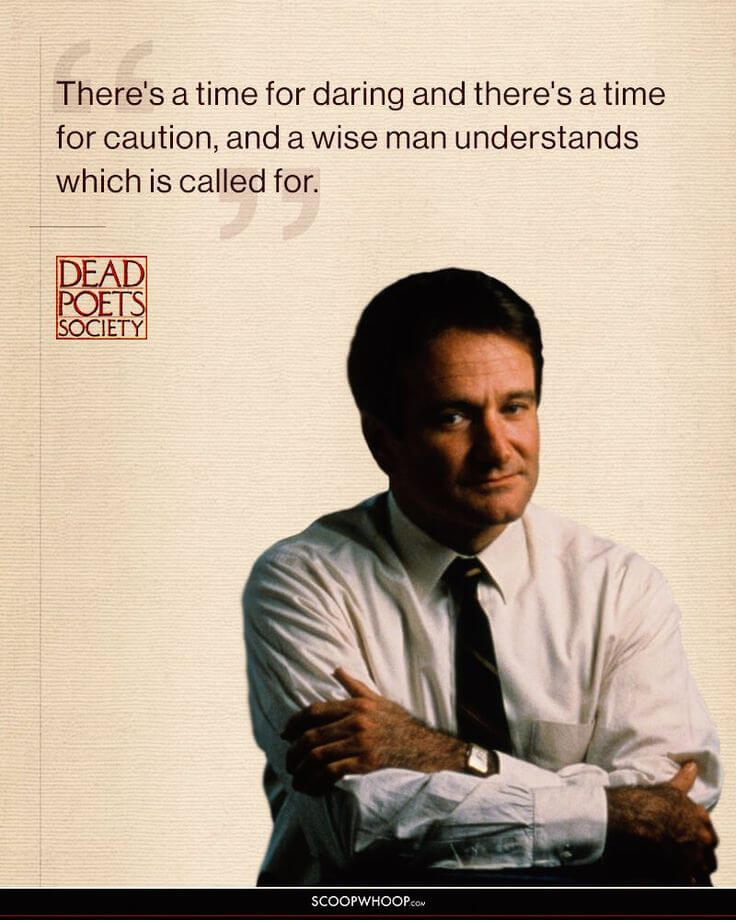 There's a time for daring and there's a time
for caution, and a wise man understands
which is called for.
DEAD
POETS
SOCIETY
SCOOPWHOOP.COM